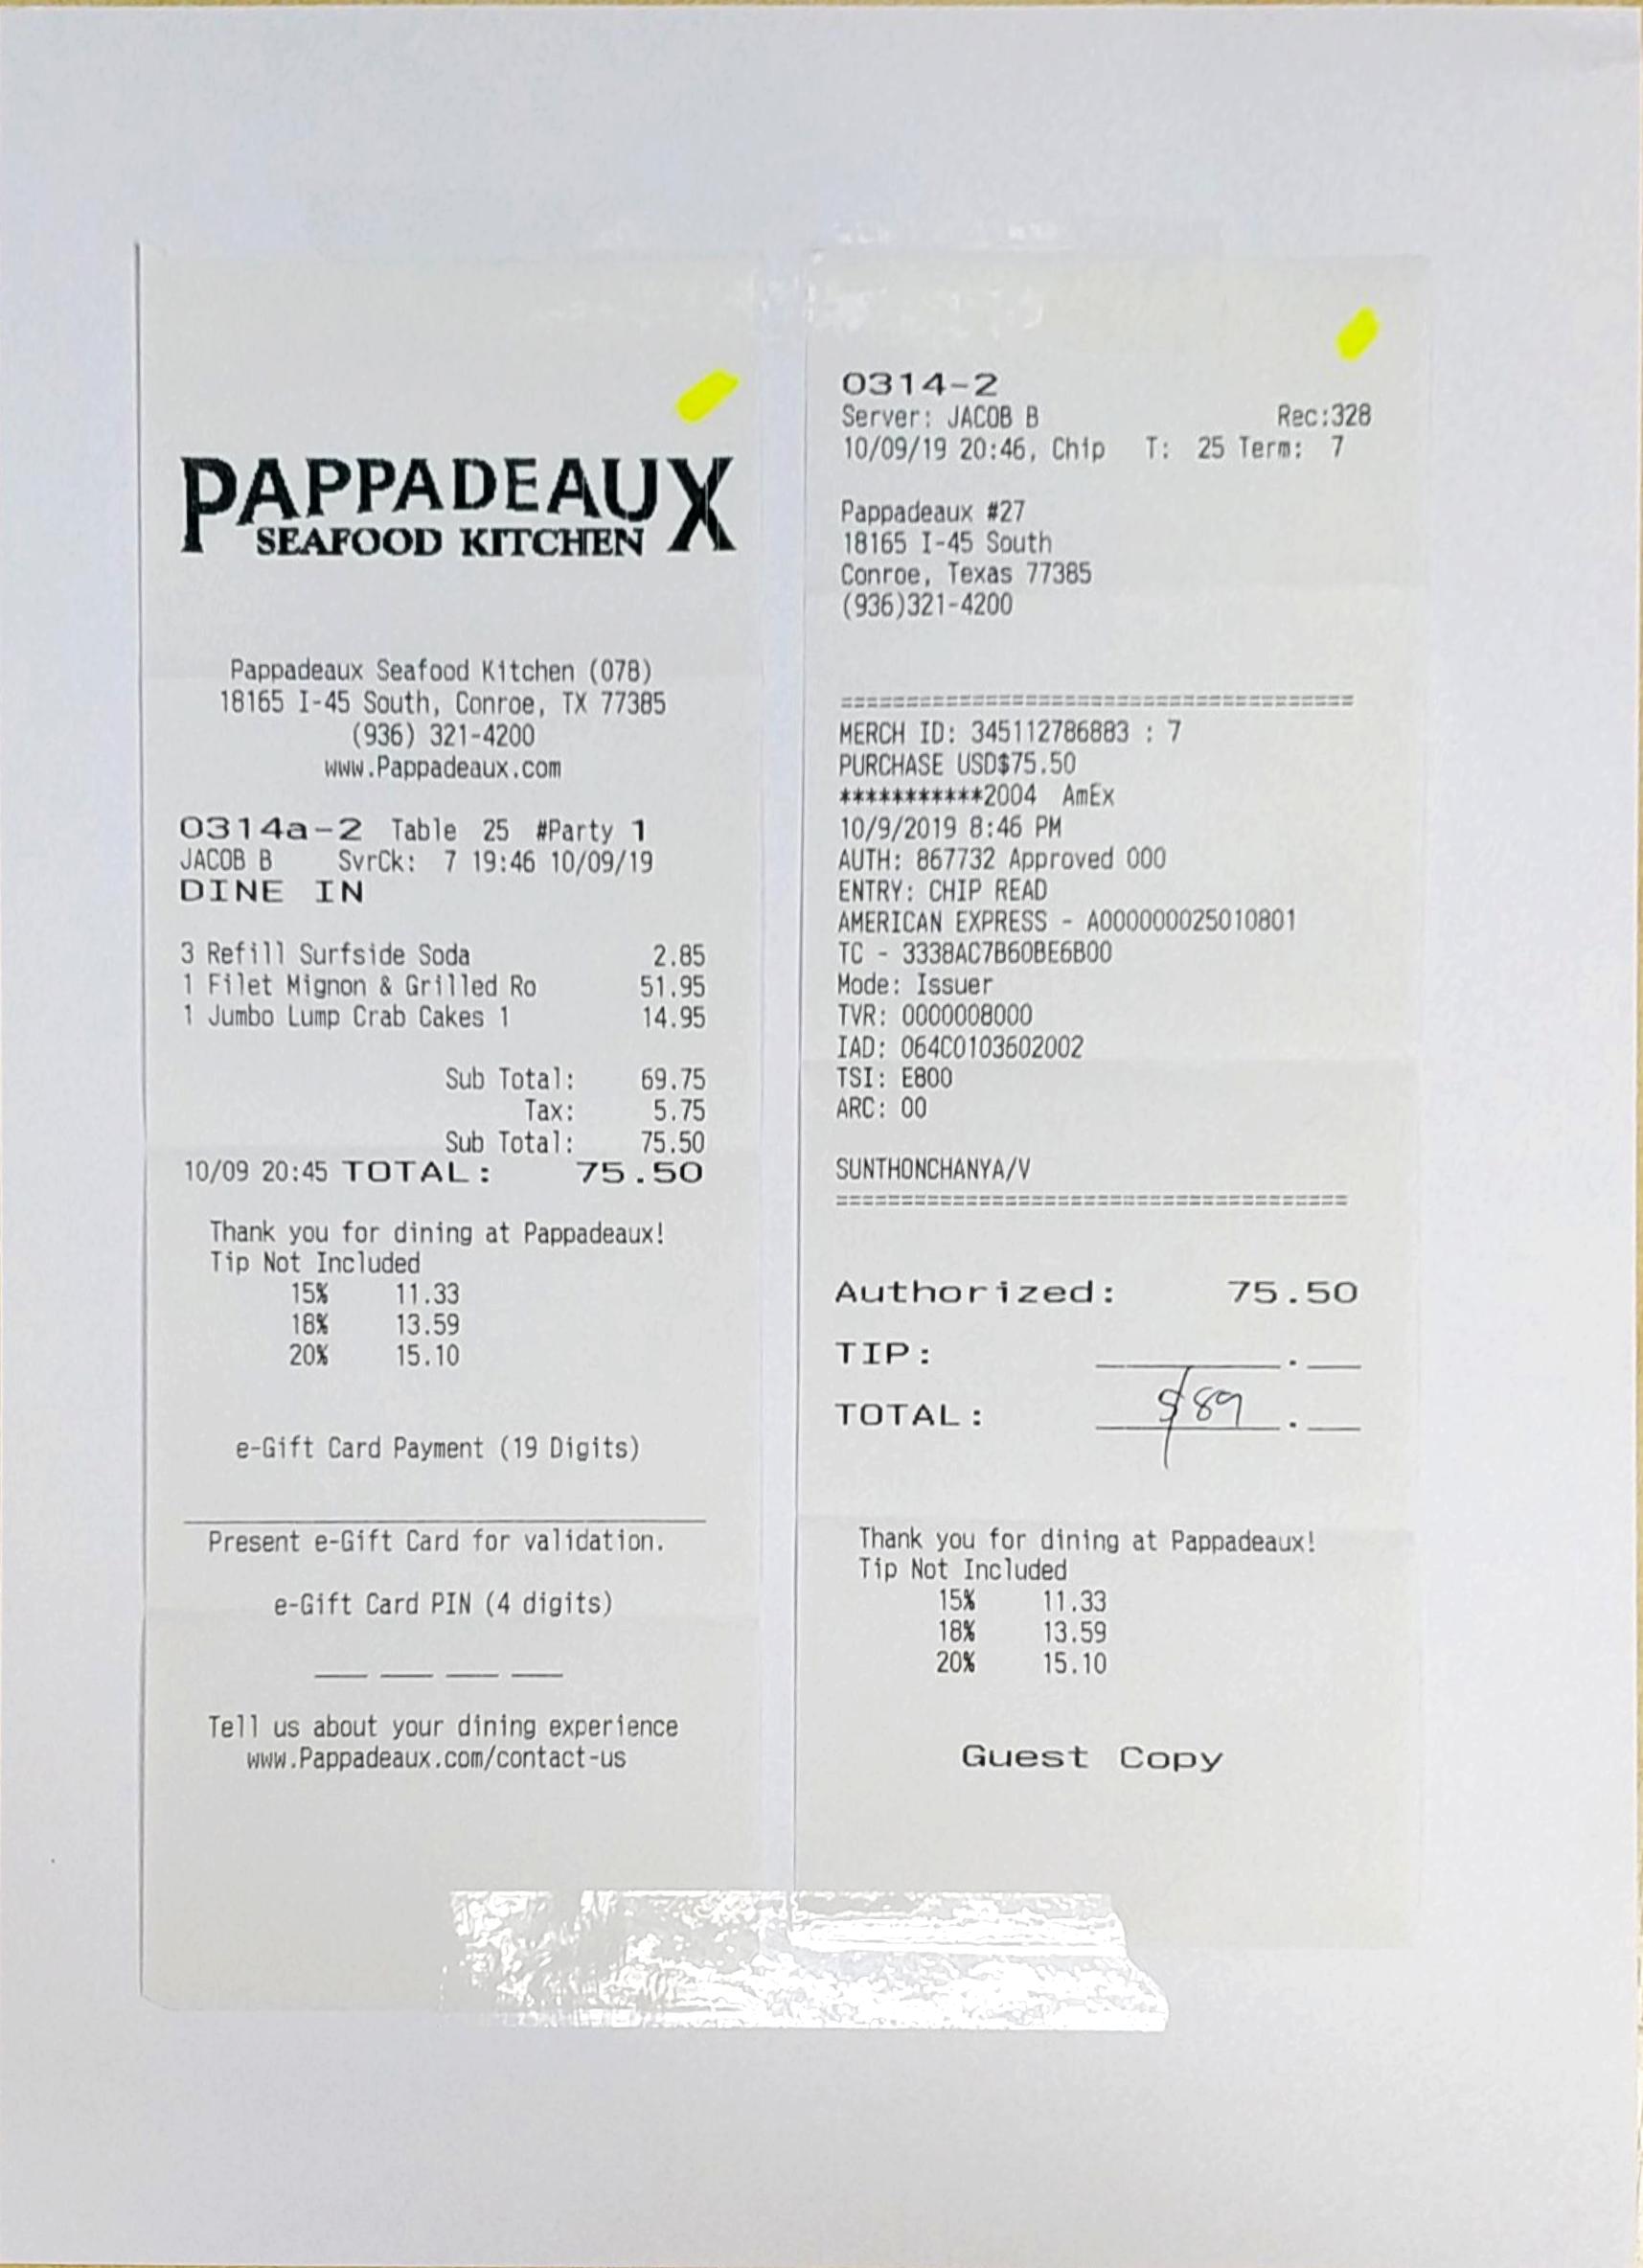 PAPPADEAUX
SEAFOOD KITCHEN
Pappadeaux Seafood Kitchen (078)
18165 I-45 South, Conroe, TX 77385
(936) 321-4200
www.Pappadeaux.com
0314a-2 Table 25 #Party 1
JACOB B SvrCk: 7 19:46 10/09/19
DINE IN
3 Refill Surfside Soda 2.85
1 Filet Mignon & Grilled Ro 51.95
1 Jumbo Lump Crab Cakes 1 14.95
Sub Total: 69.75
Tax: 5.75
Sub Total: 75.50
10/09 20:45 TOTAL: 75.50
Thank you for dining at Pappadeaux!
Tip Not Included
15% 11.33
18% 13.59
20% 15.10
e-Gift Card Payment (19 Digits)
Present e-Gift Card for validation.
e-Gift Card PIN (4 digits)
Tell us about your dining experience
www.Pappadeaux.com/contact-us
0314-2
Server: JACOB B Rec:328
10/09/19 20:46, Chip T: 25 Term: 7
Pappadeaux #27
18165 I-45 South
Conroe, Texas 77385
(936)321-4200
=======================================
MERCH ID: 345112786883 : 7
PURCHASE USD$75.50
***********2004 AmEx
10/9/2019 8:46 PM
AUTH: 867732 Approved 000
ENTRY: CHIP READ
AMERICAN EXPRESS - A000000025010801
TC - 3338AC7B60BE6B00
Mode: Issuer
TVR: 0000008000
IAD: 064C0103602002
TSI: E800
ARC: 00
SUNTHONCHANYA/V
=======================================
Authorized: 75.50
TIP: .
TOTAL: $89 .
Thank you for dining at Pappadeaux!
Tip Not Included
15% 11.33
18% 13.59
20% 15.10
Guest Copy